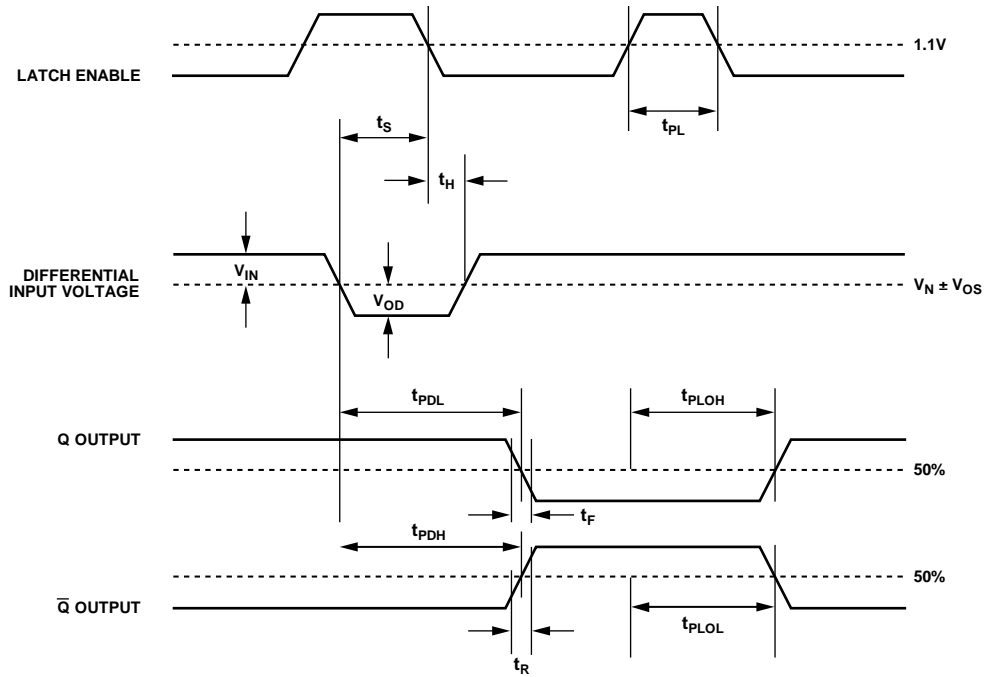 1.1V
LATCH ENABLE
tS
tPL
tH
VIN
DIFFERENTIAL
INPUT VOLTAGE
VN ± VOS
VOD
tPDL
tPLOH
Q OUTPUT
50%
tF
tPDH
50%
Q̅ OUTPUT
tPLOL
tR